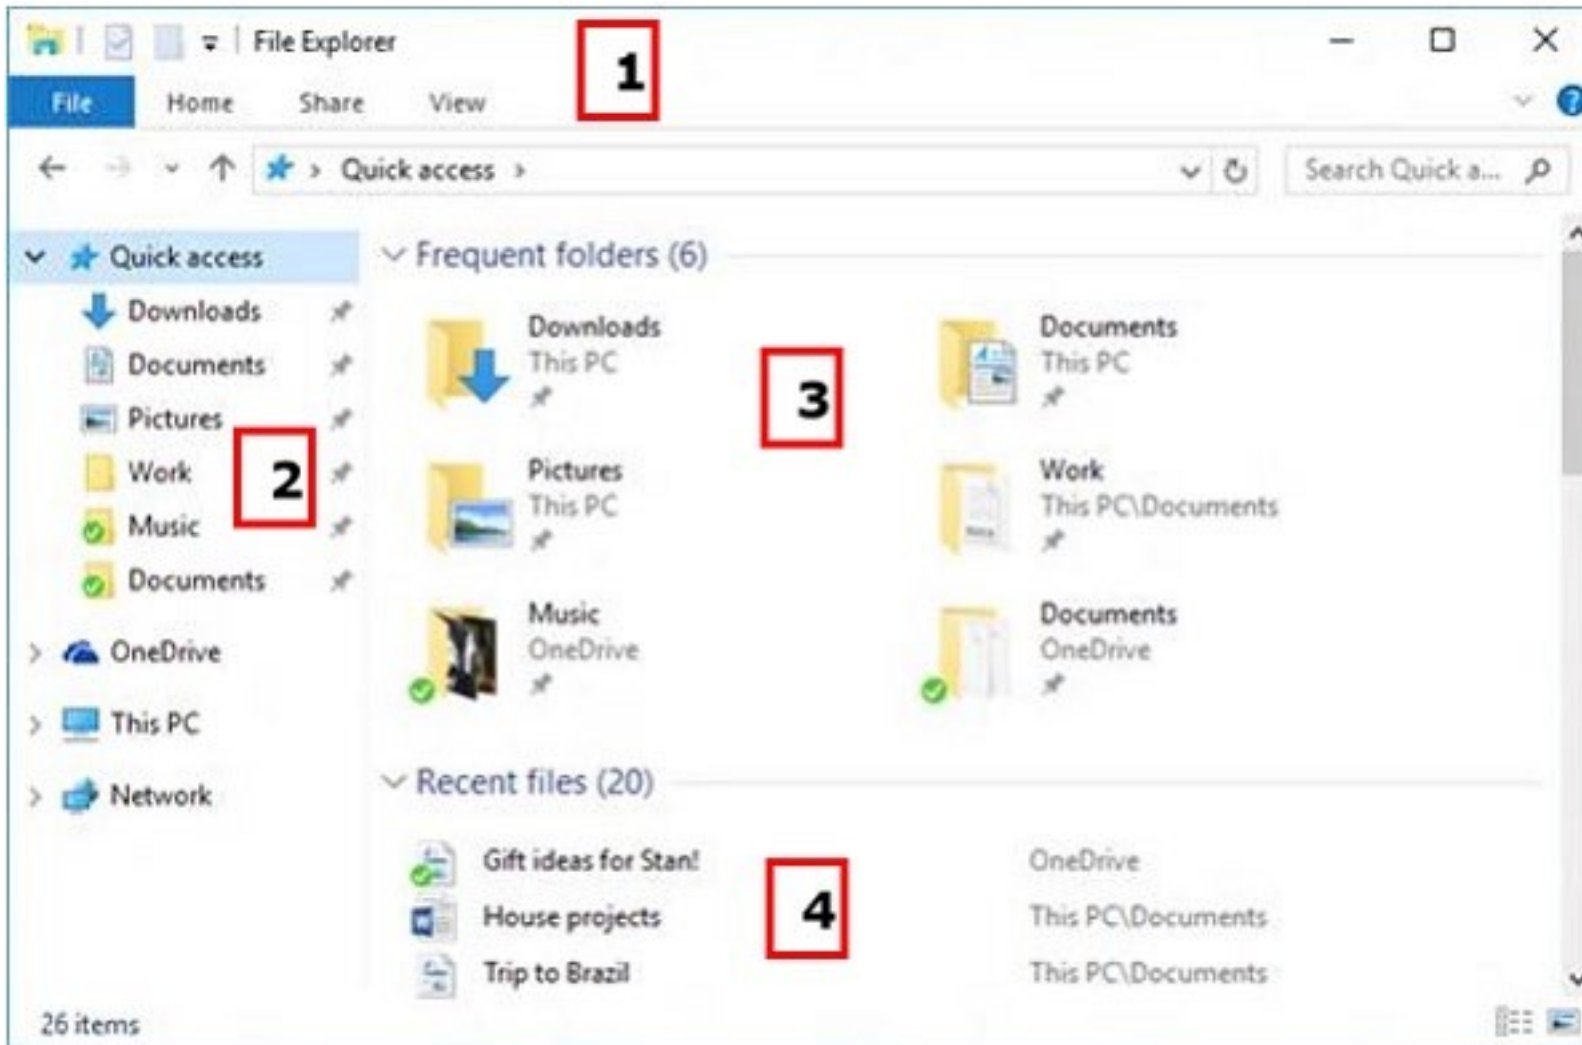 File Explorer
1
File Home Share View
?
Quick access
Search Quick a...
Quick access
Downloads
Documents
Pictures
Work
Music
Documents
OneDrive
This PC
Network
2
Frequent folders (6)
Downloads
This PC
Documents
This PC
3
Pictures
This PC
Work
This PC\Documents
Music
OneDrive
Documents
OneDrive
Recent files (20)
Gift ideas for Stan! OneDrive
House projects This PC\Documents
4
Trip to Brazil This PC\Documents
26 items